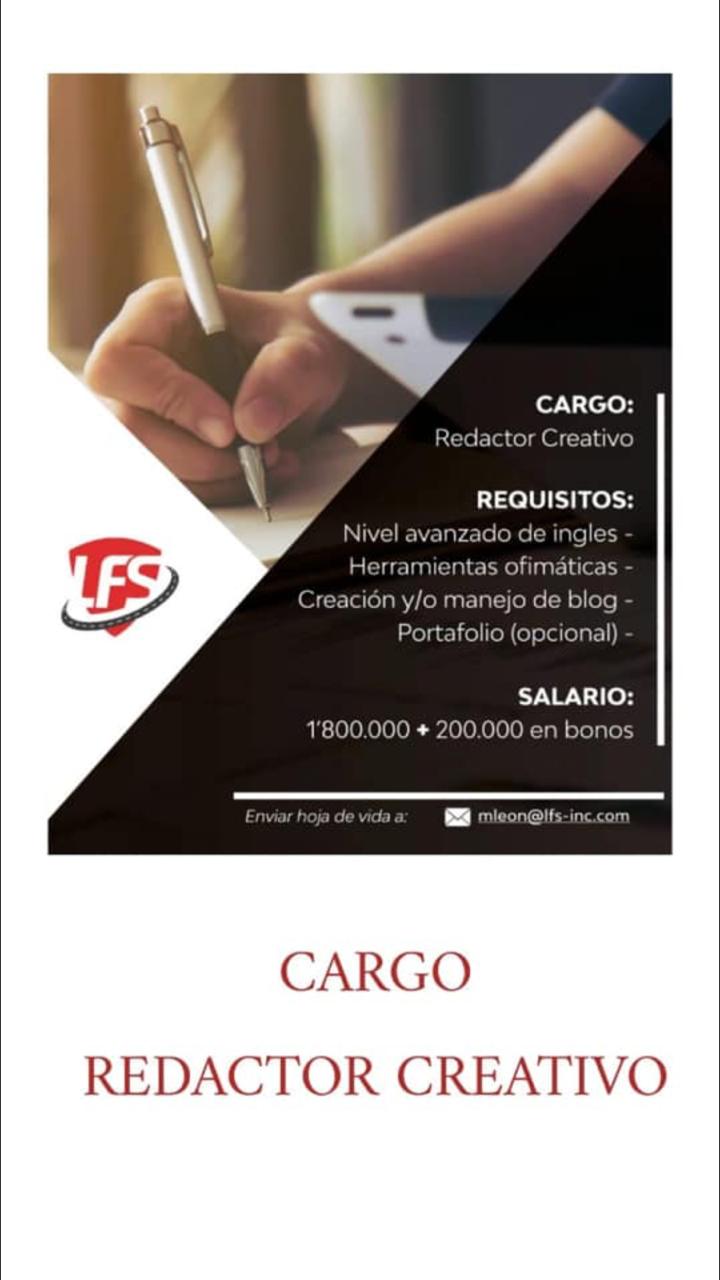 CARGO:
Redactor Creativo
REQUISITOS:
Nivel avanzado de ingles -
Herramientas ofimáticas -
Creación y/o manejo de blog -
Portafolio (opcional) -
LFS
SALARIO:
1'800.000 + 200.000 en bonos
Enviar hoja de vida a: mleon@lfs-inc.com
CARGO
REDACTOR CREATIVO